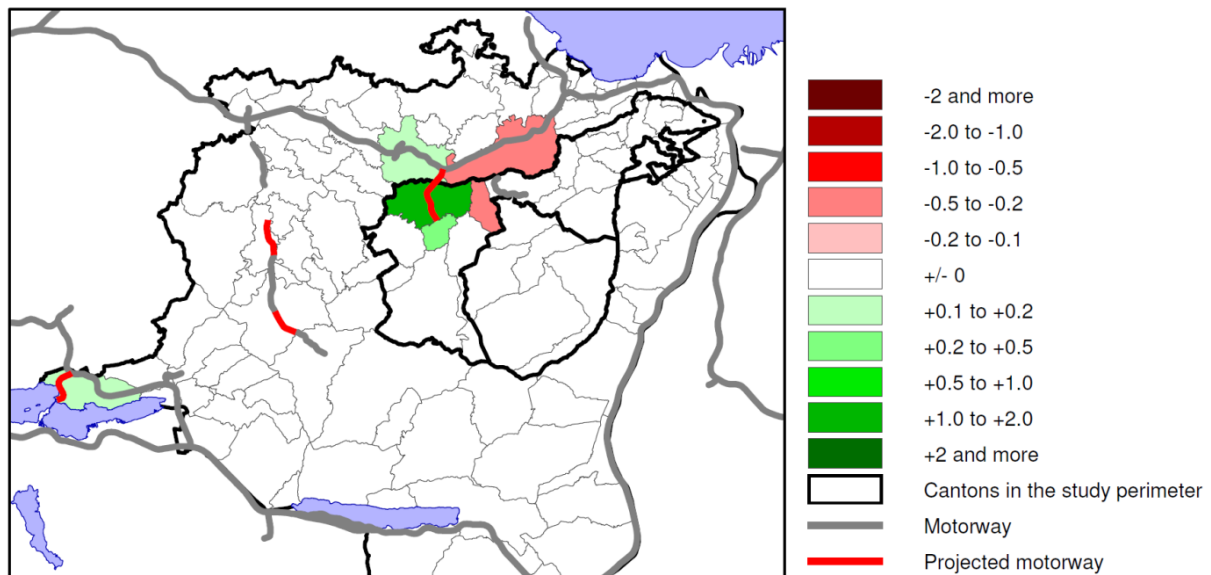 -2 and more
-2.0 to -1.0
-1.0 to -0.5
-0.5 to -0.2
-0.2 to -0.1
+/- 0
+0.1 to +0.2
+0.2 to +0.5
+0.5 to +1.0
+1.0 to +2.0
+2 and more
Cantons in the study perimeter
Motorway
Projected motorway